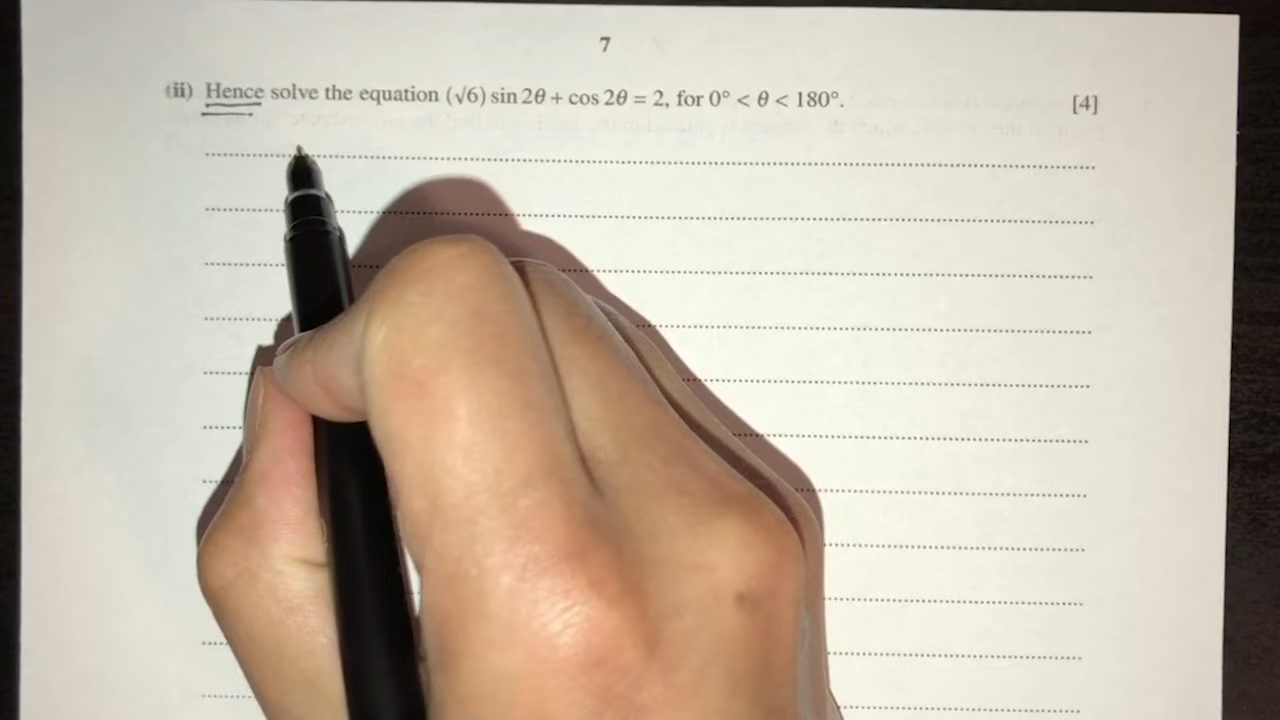 7
(ii) Hence solve the equation (√6) sin 2θ + cos 2θ = 2, for 0° < θ < 180°. [4]